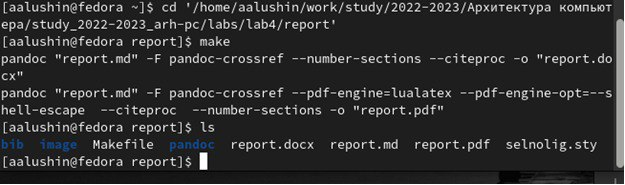 [aalushin@fedora ~]$ cd '/home/aalushin/work/study/2022-2023/Архитектура компьют
ера/study_2022-2023_arh-pc/labs/lab4/report'
[aalushin@fedora report]$ make
pandoc "report.md" -F pandoc-crossref --number-sections --citeproc -o "report.do
cx"
pandoc "report.md" -F pandoc-crossref --pdf-engine=lualatex --pdf-engine-opt=--s
hell-escape  --citeproc  --number-sections -o "report.pdf"
[aalushin@fedora report]$ ls
bib  image  Makefile  pandoc  report.docx  report.md  report.pdf  selnolig.sty
[aalushin@fedora report]$